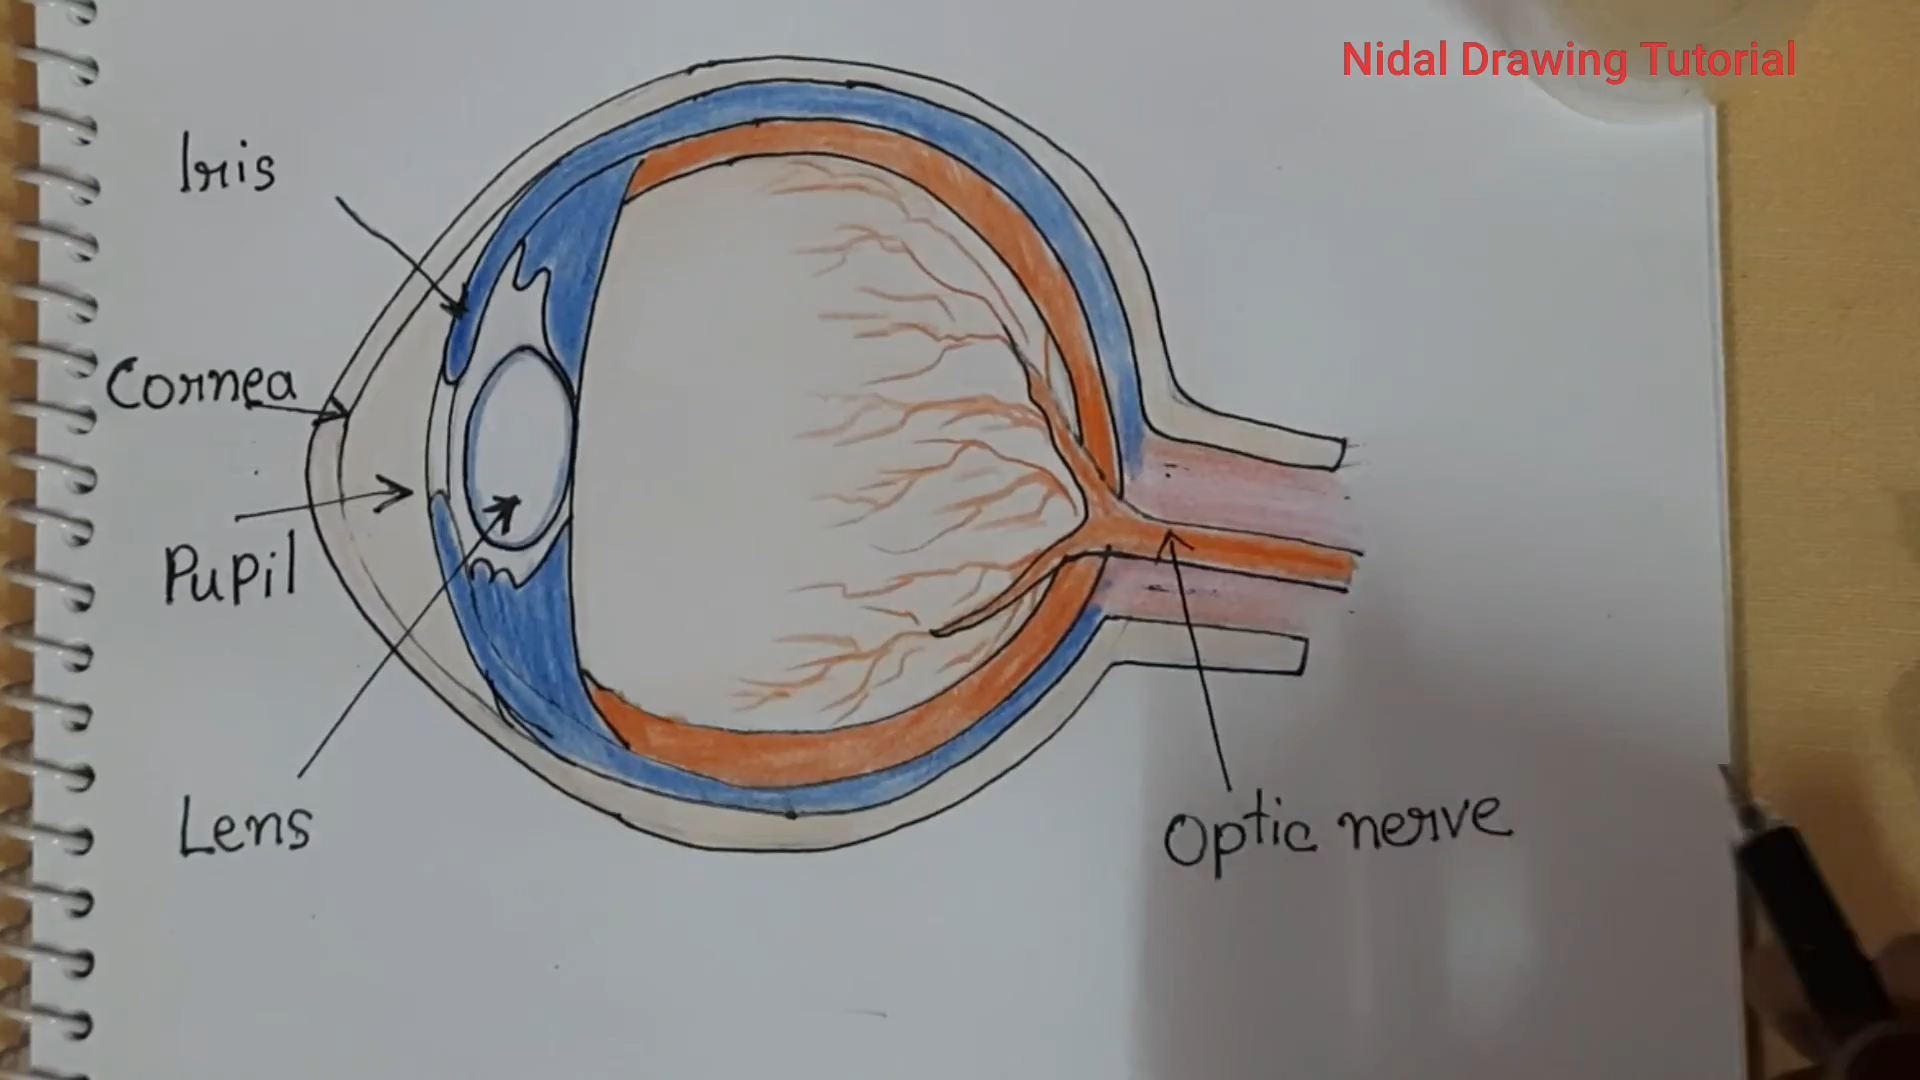 Nidal Drawing Tutorial
Iris
Cornea
Pupil
Lens
Optic nerve